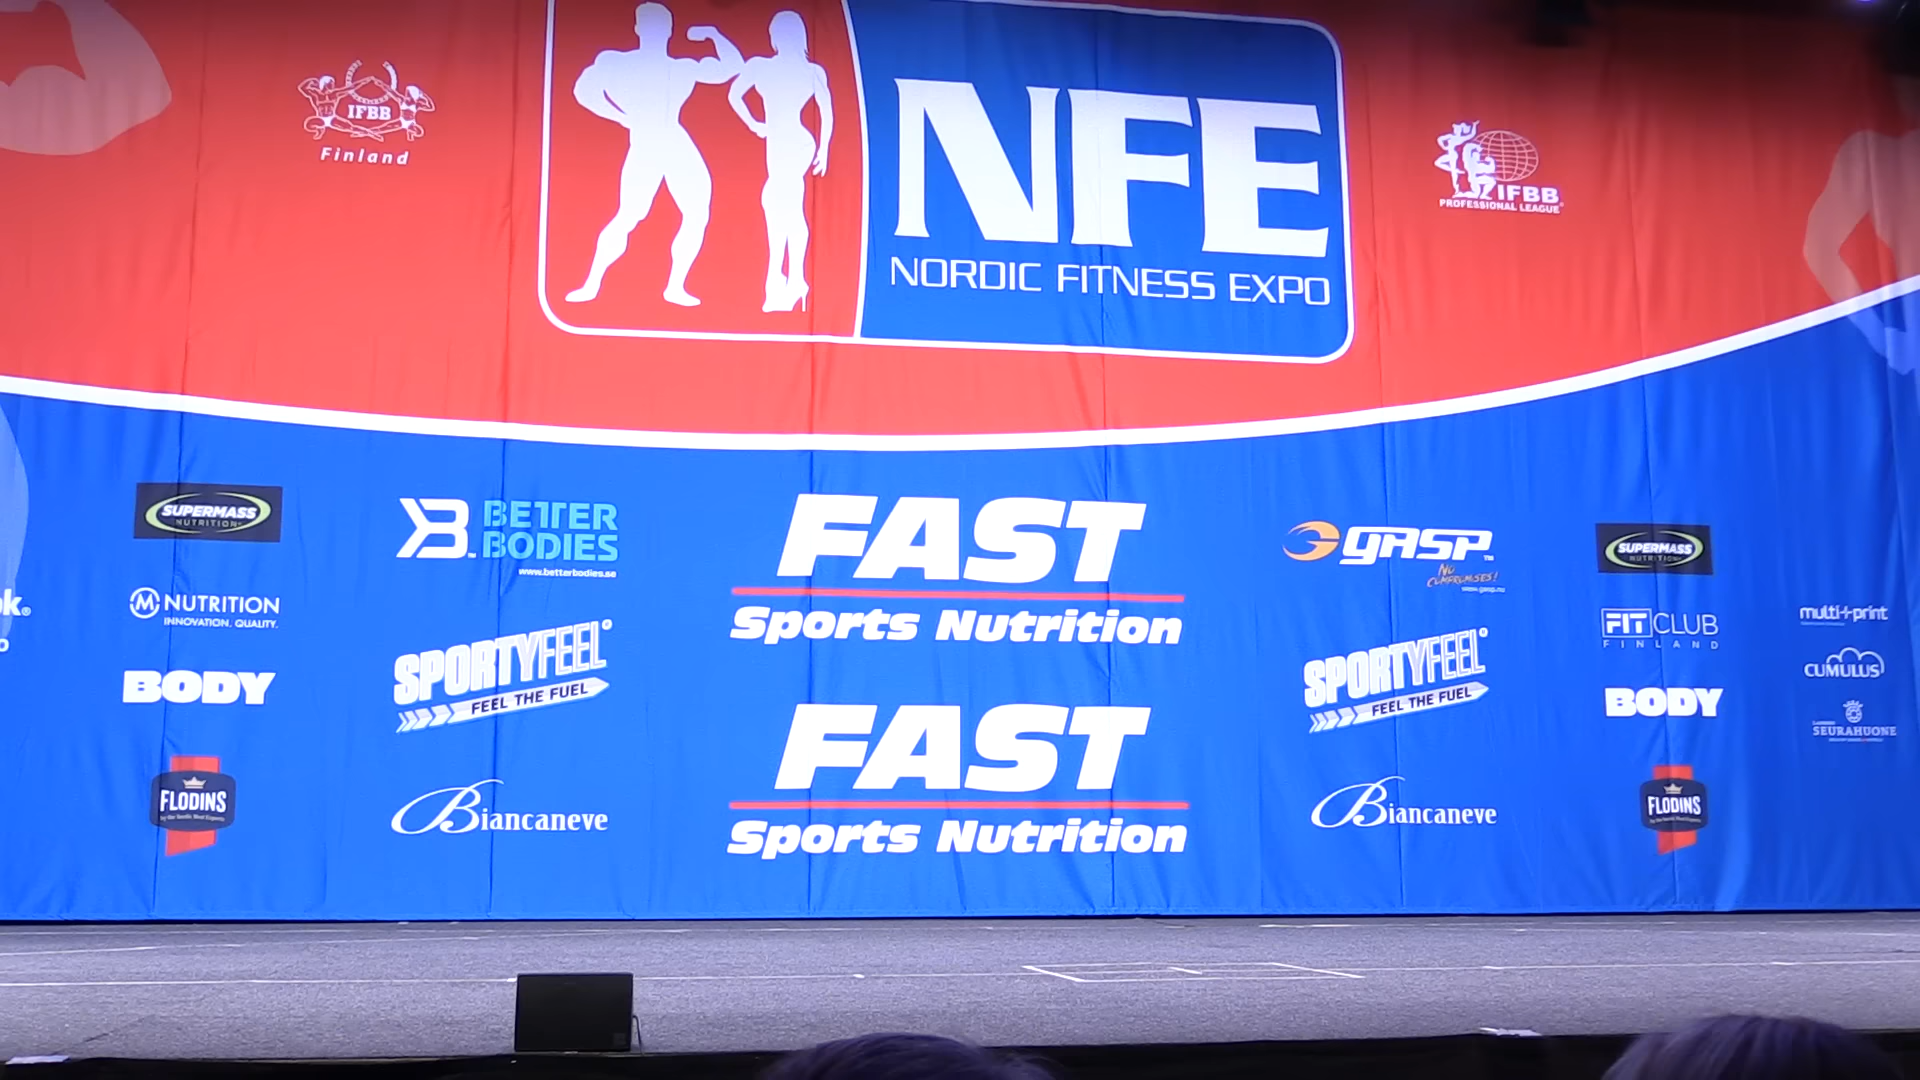 IFBB
Finland
NFE
NORDIC FITNESS EXPO
IFBB
PROFESSIONAL LEAGUE
SUPERMASS
NUTRITION
BETTER
BODIES
www.betterbodies.se
FAST
Sports Nutrition
GASP
NO
COMPROMISES!
SUPERMASS
NUTRITION
k®
M NUTRITION
INNOVATION. QUALITY.
SPORTYFEEL
FEEL THE FUEL
SPORTYFEEL
FEEL THE FUEL
FIT CLUB
FINLAND
multi+print
CUMULUS
BODY
FAST
Sports Nutrition
BODY
SEURAHUONE
FLODINS
Biancaneve
Biancaneve
FLODINS